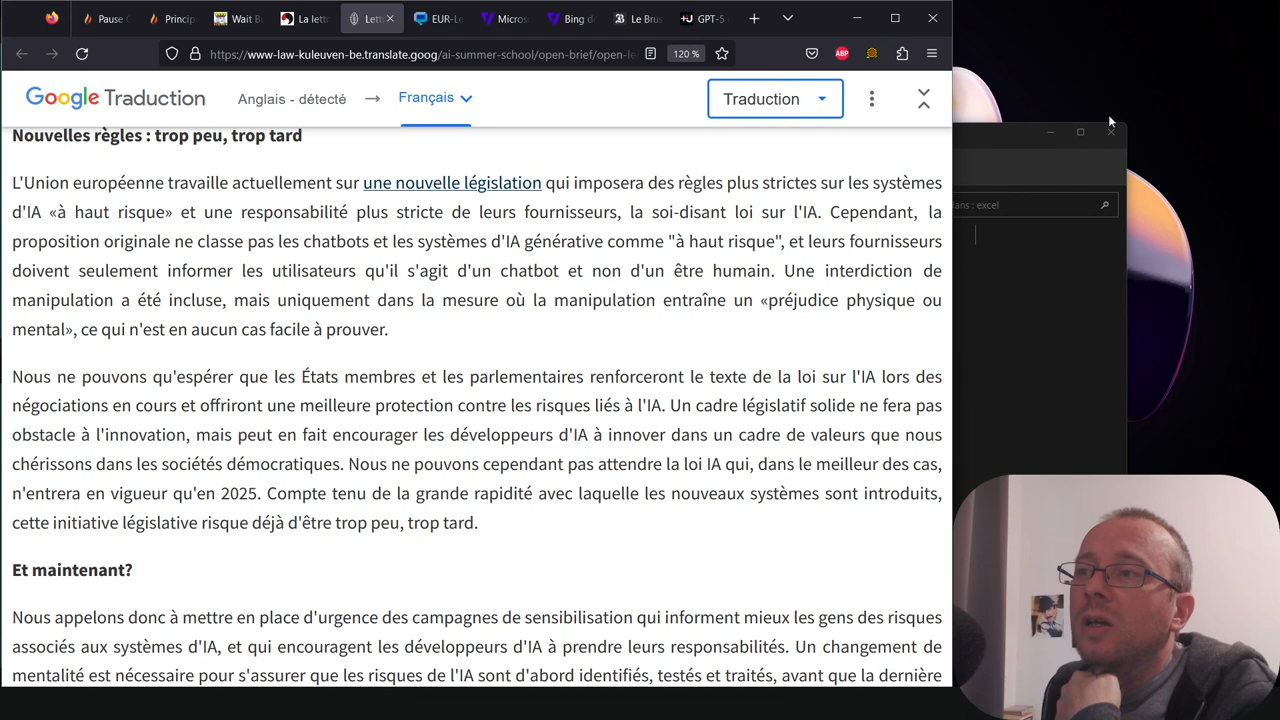 Pause G
Princip
Wait B
La lettr
Lett
EUR-Le
Micros
Bing de
Le Brus
GPT-5
https://www-law-kuleuven-be.translate.goog/ai-summer-school/open-brief/open-le
120 %
ABP
Google Traduction
Anglais - détecté
Français
Traduction
Nouvelles règles : trop peu, trop tard
L'Union européenne travaille actuellement sur une nouvelle législation qui imposera des règles plus strictes sur les systèmes
d'IA «à haut risque» et une responsabilité plus stricte de leurs fournisseurs, la soi-disant loi sur l'IA. Cependant, la
proposition originale ne classe pas les chatbots et les systèmes d'IA générative comme "à haut risque", et leurs fournisseurs
doivent seulement informer les utilisateurs qu'il s'agit d'un chatbot et non d'un être humain. Une interdiction de
manipulation a été incluse, mais uniquement dans la mesure où la manipulation entraîne un «préjudice physique ou
mental», ce qui n'est en aucun cas facile à prouver.
Nous ne pouvons qu'espérer que les États membres et les parlementaires renforceront le texte de la loi sur l'IA lors des
négociations en cours et offriront une meilleure protection contre les risques liés à l'IA. Un cadre législatif solide ne fera pas
obstacle à l'innovation, mais peut en fait encourager les développeurs d'IA à innover dans un cadre de valeurs que nous
chérissons dans les sociétés démocratiques. Nous ne pouvons cependant pas attendre la loi IA qui, dans le meilleur des cas,
n'entrera en vigueur qu'en 2025. Compte tenu de la grande rapidité avec laquelle les nouveaux systèmes sont introduits,
cette initiative législative risque déjà d'être trop peu, trop tard.
Et maintenant?
Nous appelons donc à mettre en place d'urgence des campagnes de sensibilisation qui informent mieux les gens des risques
associés aux systèmes d'IA, et qui encouragent les développeurs d'IA à prendre leurs responsabilités. Un changement de
mentalité est nécessaire pour s'assurer que les risques de l'IA sont d'abord identifiés, testés et traités, avant que la dernière
dans : excel